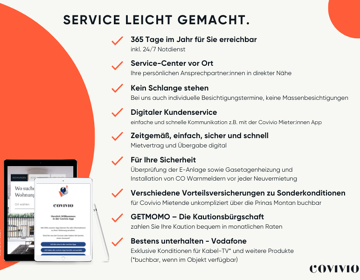 SERVICE LEICHT GEMACHT.
365 Tage im Jahr für Sie erreichbar
inkl. 24/7 Notdienst
Service-Center vor Ort
Ihre persönlichen Ansprechpartner:innen in direkter Nähe
Kein Schlange stehen
Bei uns auch individuelle Besichtigungstermine, keine Massenbesichtigungen
Digitaler Kundenservice
einfache und schnelle Kommunikation z.B. mit der Covivio Mieter:innen App
Zeitgemäß, einfach, sicher und schnell
Mietvertrag und Übergabe digital
Für Ihre Sicherheit
Überprüfung der E-Anlage sowie Gasetagenheizung und
Installation von CO Warnmeldern vor jeder Neuvermietung
Verschiedene Vorteilsversicherungen zu Sonderkonditionen
für Covivio Mietende unkompliziert über die Prinas Montan buchbar
GETMOMO – Die Kautionsbürgschaft
zahlen Sie Ihre Kaution bequem in monatlichen Raten
Bestens unterhalten - Vodafone
Exklusive Konditionen für Kabel-TV* und weitere Produkte
(*buchbar, wenn im Objekt verfügbar)
COVIVIO
COVIVIO